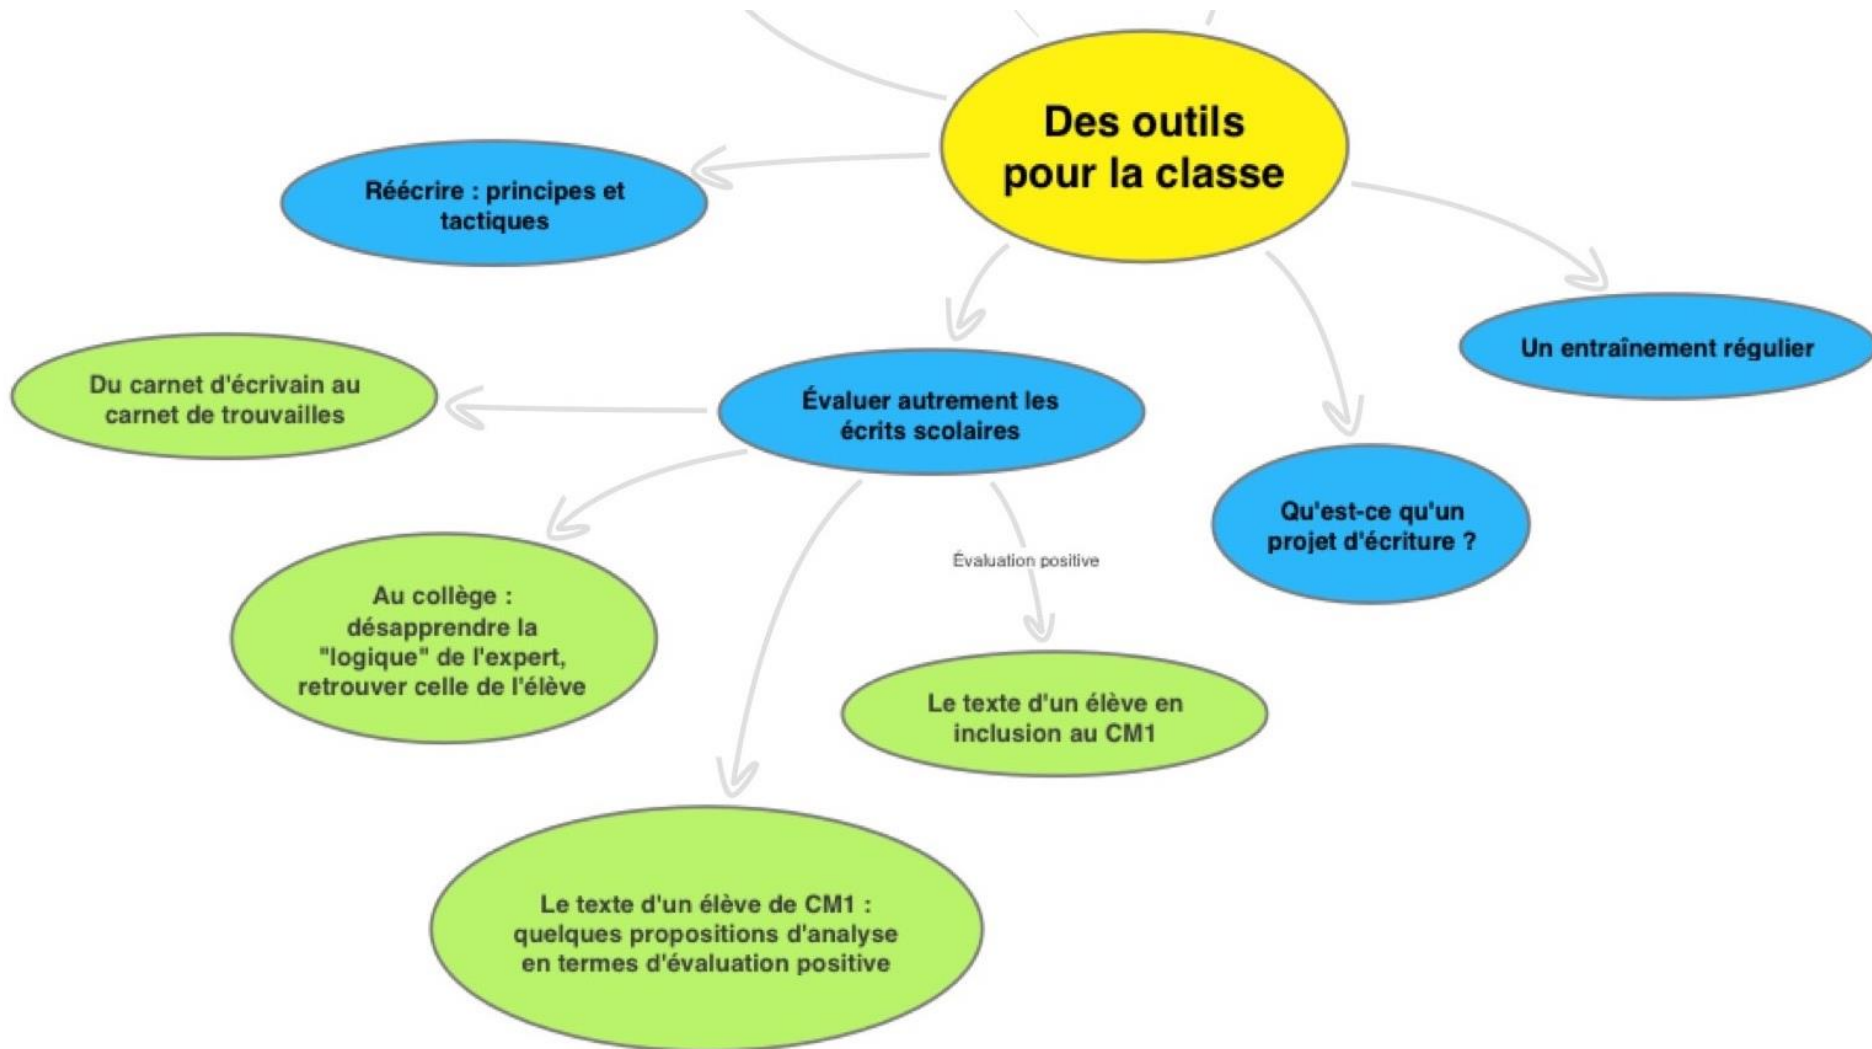 Des outils
pour la classe
Réécrire : principes et
tactiques
Un entraînement régulier
Du carnet d'écrivain au
carnet de trouvailles
Évaluer autrement les
écrits scolaires
Qu'est-ce qu'un
projet d'écriture ?
Évaluation positive
Au collège :
désapprendre la
"logique" de l'expert,
retrouver celle de l'élève
Le texte d'un élève en
inclusion au CM1
Le texte d'un élève de CM1 :
quelques propositions d'analyse
en termes d'évaluation positive